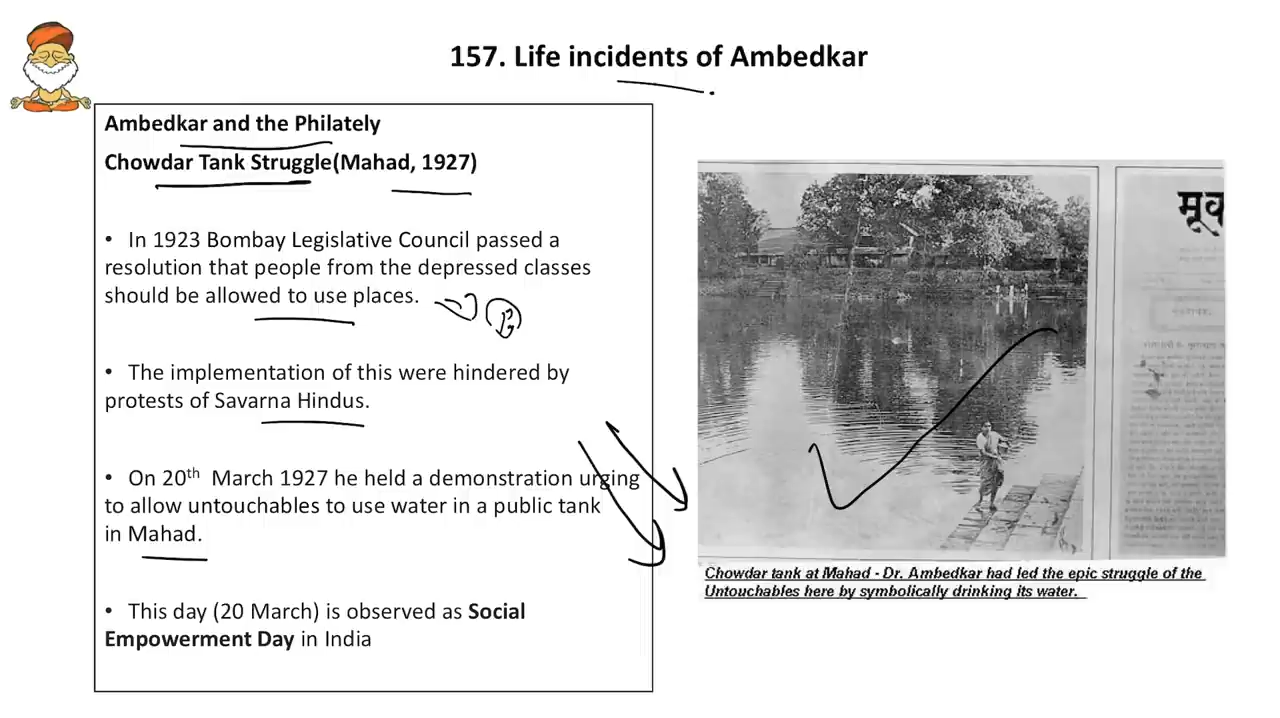 157. Life incidents of Ambedkar
Ambedkar and the Philately
Chowdar Tank Struggle(Mahad, 1927)
• In 1923 Bombay Legislative Council passed a
resolution that people from the depressed classes
should be allowed to use places.
• The implementation of this were hindered by
protests of Savarna Hindus.
• On 20th March 1927 he held a demonstration urging
to allow untouchables to use water in a public tank
in Mahad.
• This day (20 March) is observed as Social
Empowerment Day in India
मूक
Chowdar tank at Mahad - Dr. Ambedkar had led the epic struggle of the
Untouchables here by symbolically drinking its water.